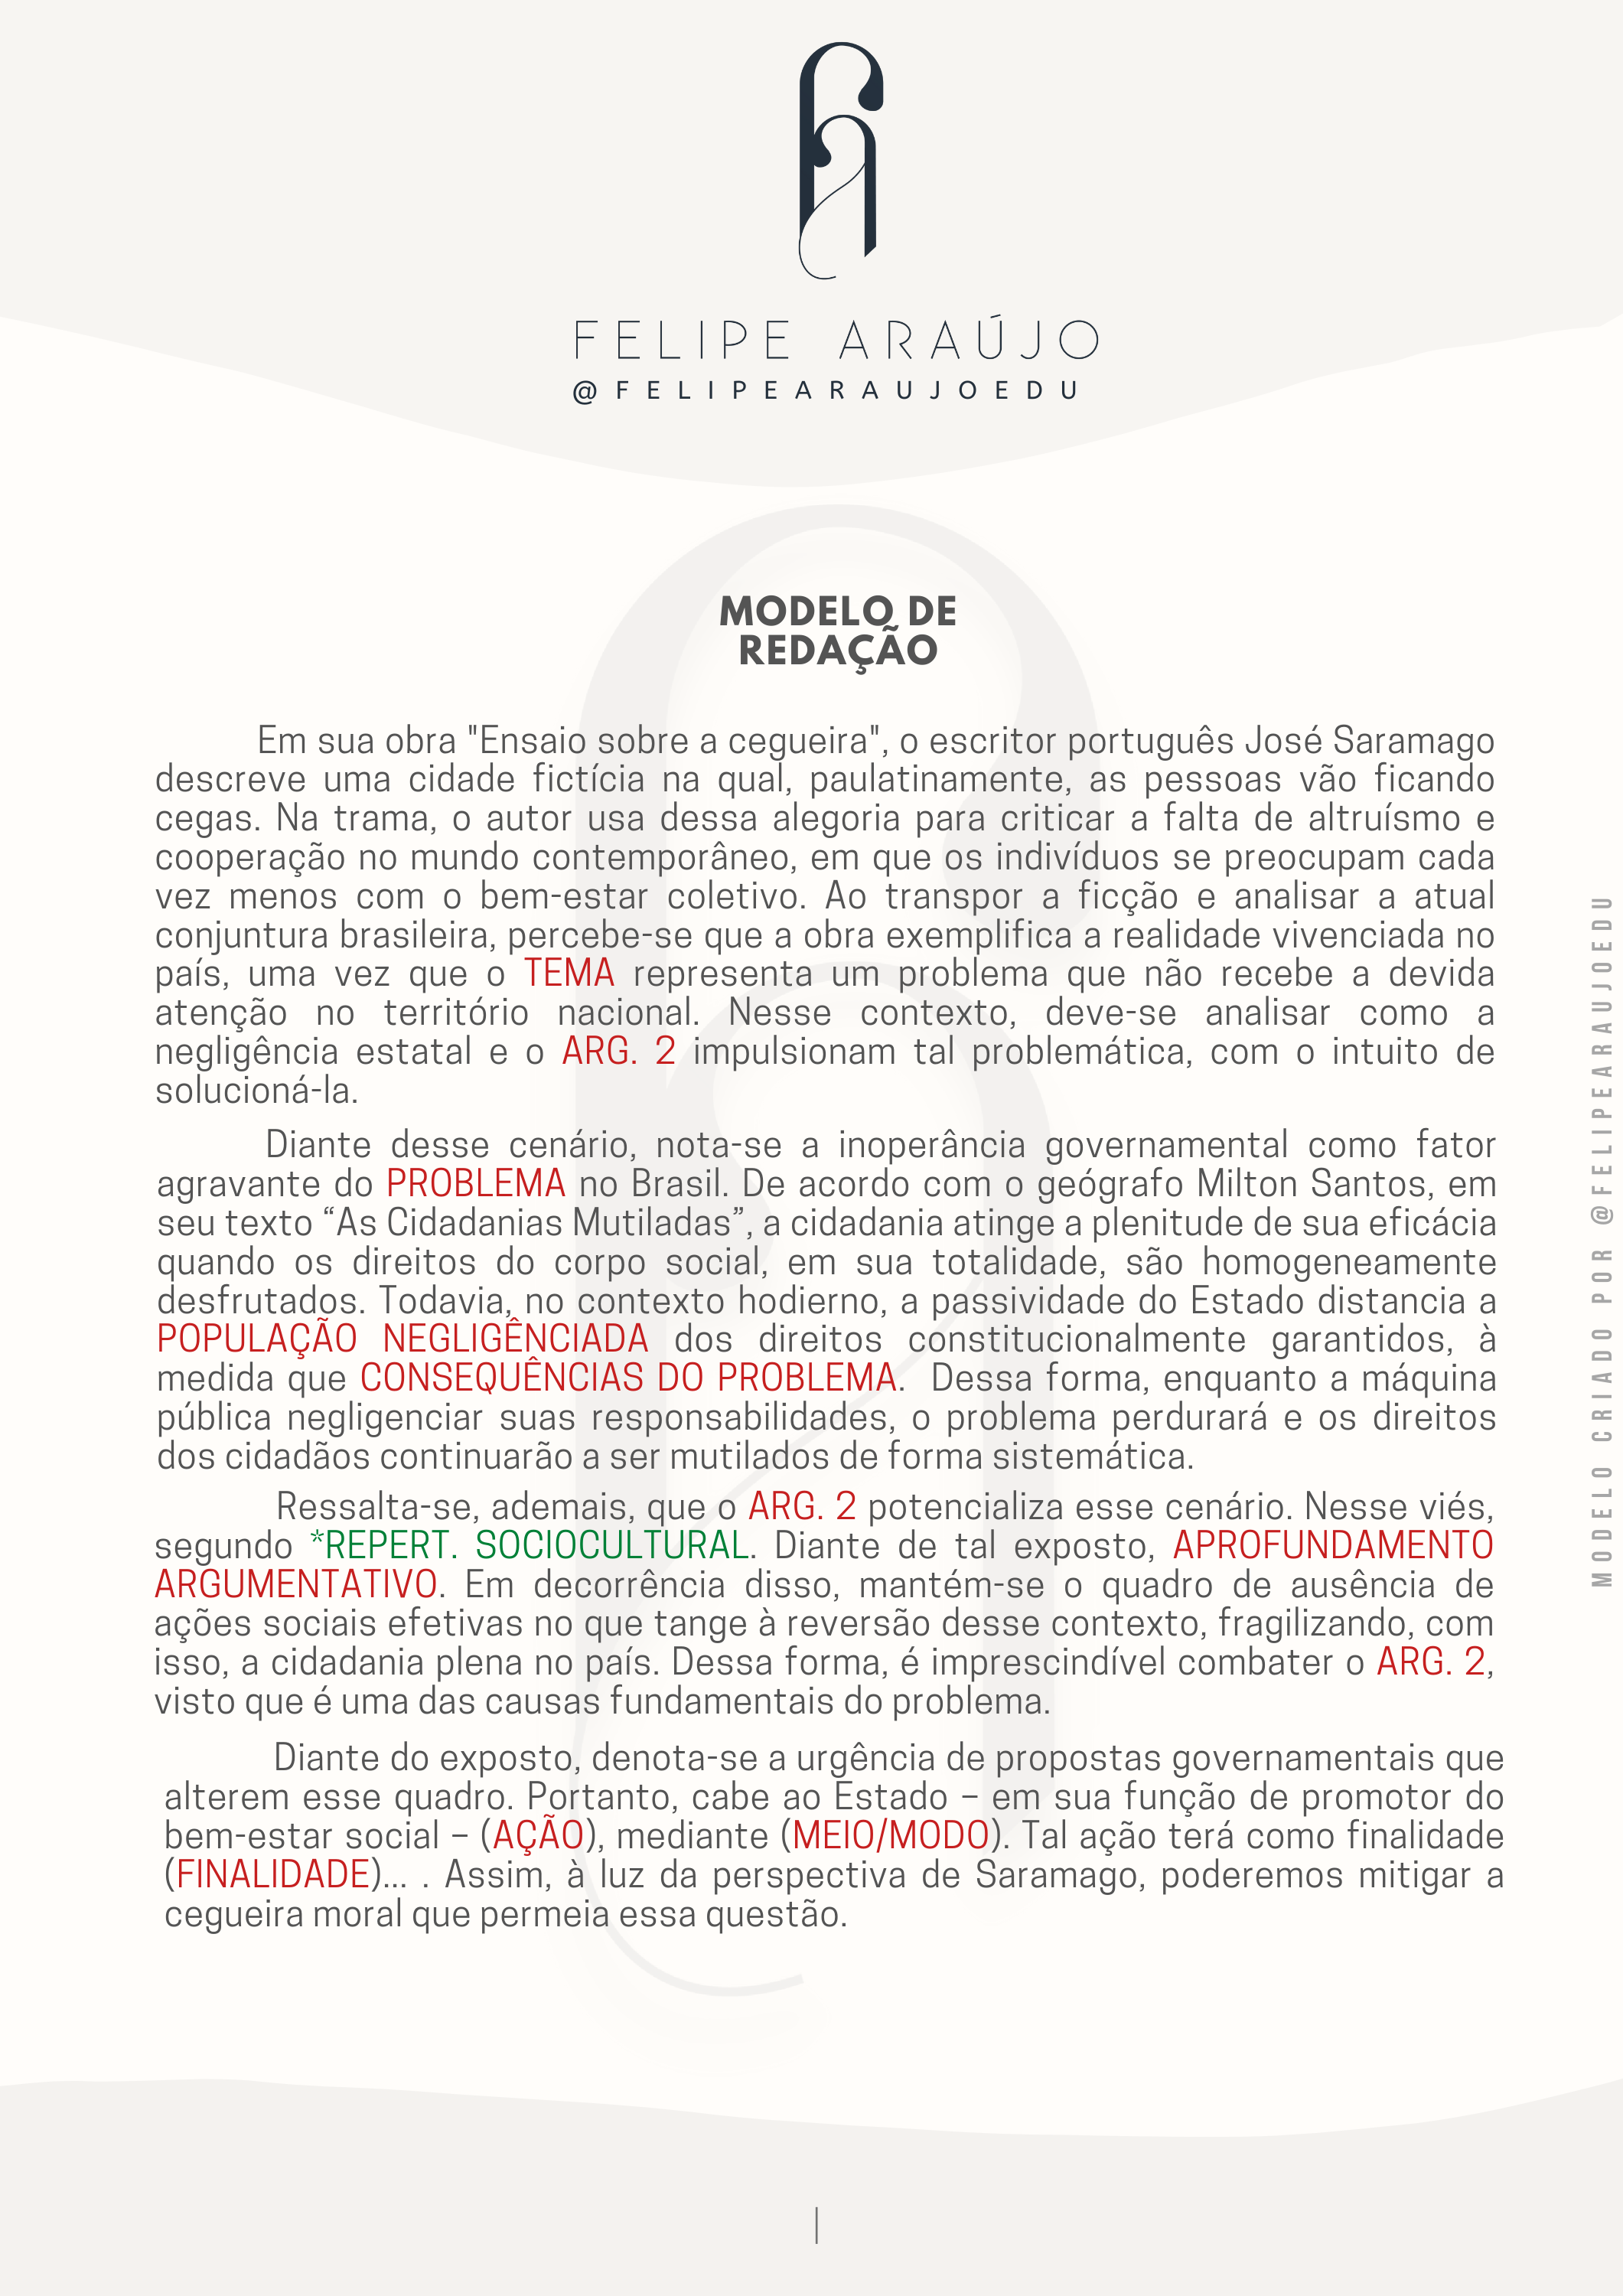 FELIPE ARAÚJO
@FELIPEARAUJOEDU
MODELO DE
REDAÇÃO
Em sua obra "Ensaio sobre a cegueira", o escritor português José Saramago
descreve uma cidade fictícia na qual, paulatinamente, as pessoas vão ficando
cegas. Na trama, o autor usa dessa alegoria para criticar a falta de altruísmo e
cooperação no mundo contemporâneo, em que os indivíduos se preocupam cada
vez menos com o bem-estar coletivo. Ao transpor a ficção e analisar a atual
conjuntura brasileira, percebe-se que a obra exemplifica a realidade vivenciada no
país, uma vez que o TEMA representa um problema que não recebe a devida
atenção no território nacional. Nesse contexto, deve-se analisar como a
negligência estatal e o ARG. 2 impulsionam tal problemática, com o intuito de
solucioná-la.
Diante desse cenário, nota-se a inoperância governamental como fator
agravante do PROBLEMA no Brasil. De acordo com o geógrafo Milton Santos, em
seu texto “As Cidadanias Mutiladas”, a cidadania atinge a plenitude de sua eficácia
quando os direitos do corpo social, em sua totalidade, são homogeneamente
desfrutados. Todavia, no contexto hodierno, a passividade do Estado distancia a
POPULAÇÃO NEGLIGÊNCIADA dos direitos constitucionalmente garantidos, à
medida que CONSEQUÊNCIAS DO PROBLEMA. Dessa forma, enquanto a máquina
pública negligenciar suas responsabilidades, o problema perdurará e os direitos
dos cidadãos continuarão a ser mutilados de forma sistemática.
Ressalta-se, ademais, que o ARG. 2 potencializa esse cenário. Nesse viés,
segundo *REPERT. SOCIOCULTURAL. Diante de tal exposto, APROFUNDAMENTO
ARGUMENTATIVO. Em decorrência disso, mantém-se o quadro de ausência de
ações sociais efetivas no que tange à reversão desse contexto, fragilizando, com
isso, a cidadania plena no país. Dessa forma, é imprescindível combater o ARG. 2,
visto que é uma das causas fundamentais do problema.
Diante do exposto, denota-se a urgência de propostas governamentais que
alterem esse quadro. Portanto, cabe ao Estado – em sua função de promotor do
bem-estar social – (AÇÃO), mediante (MEIO/MODO). Tal ação terá como finalidade
(FINALIDADE)... . Assim, à luz da perspectiva de Saramago, poderemos mitigar a
cegueira moral que permeia essa questão.
MODELO CRIADO POR @FELIPEARAUJOEDU